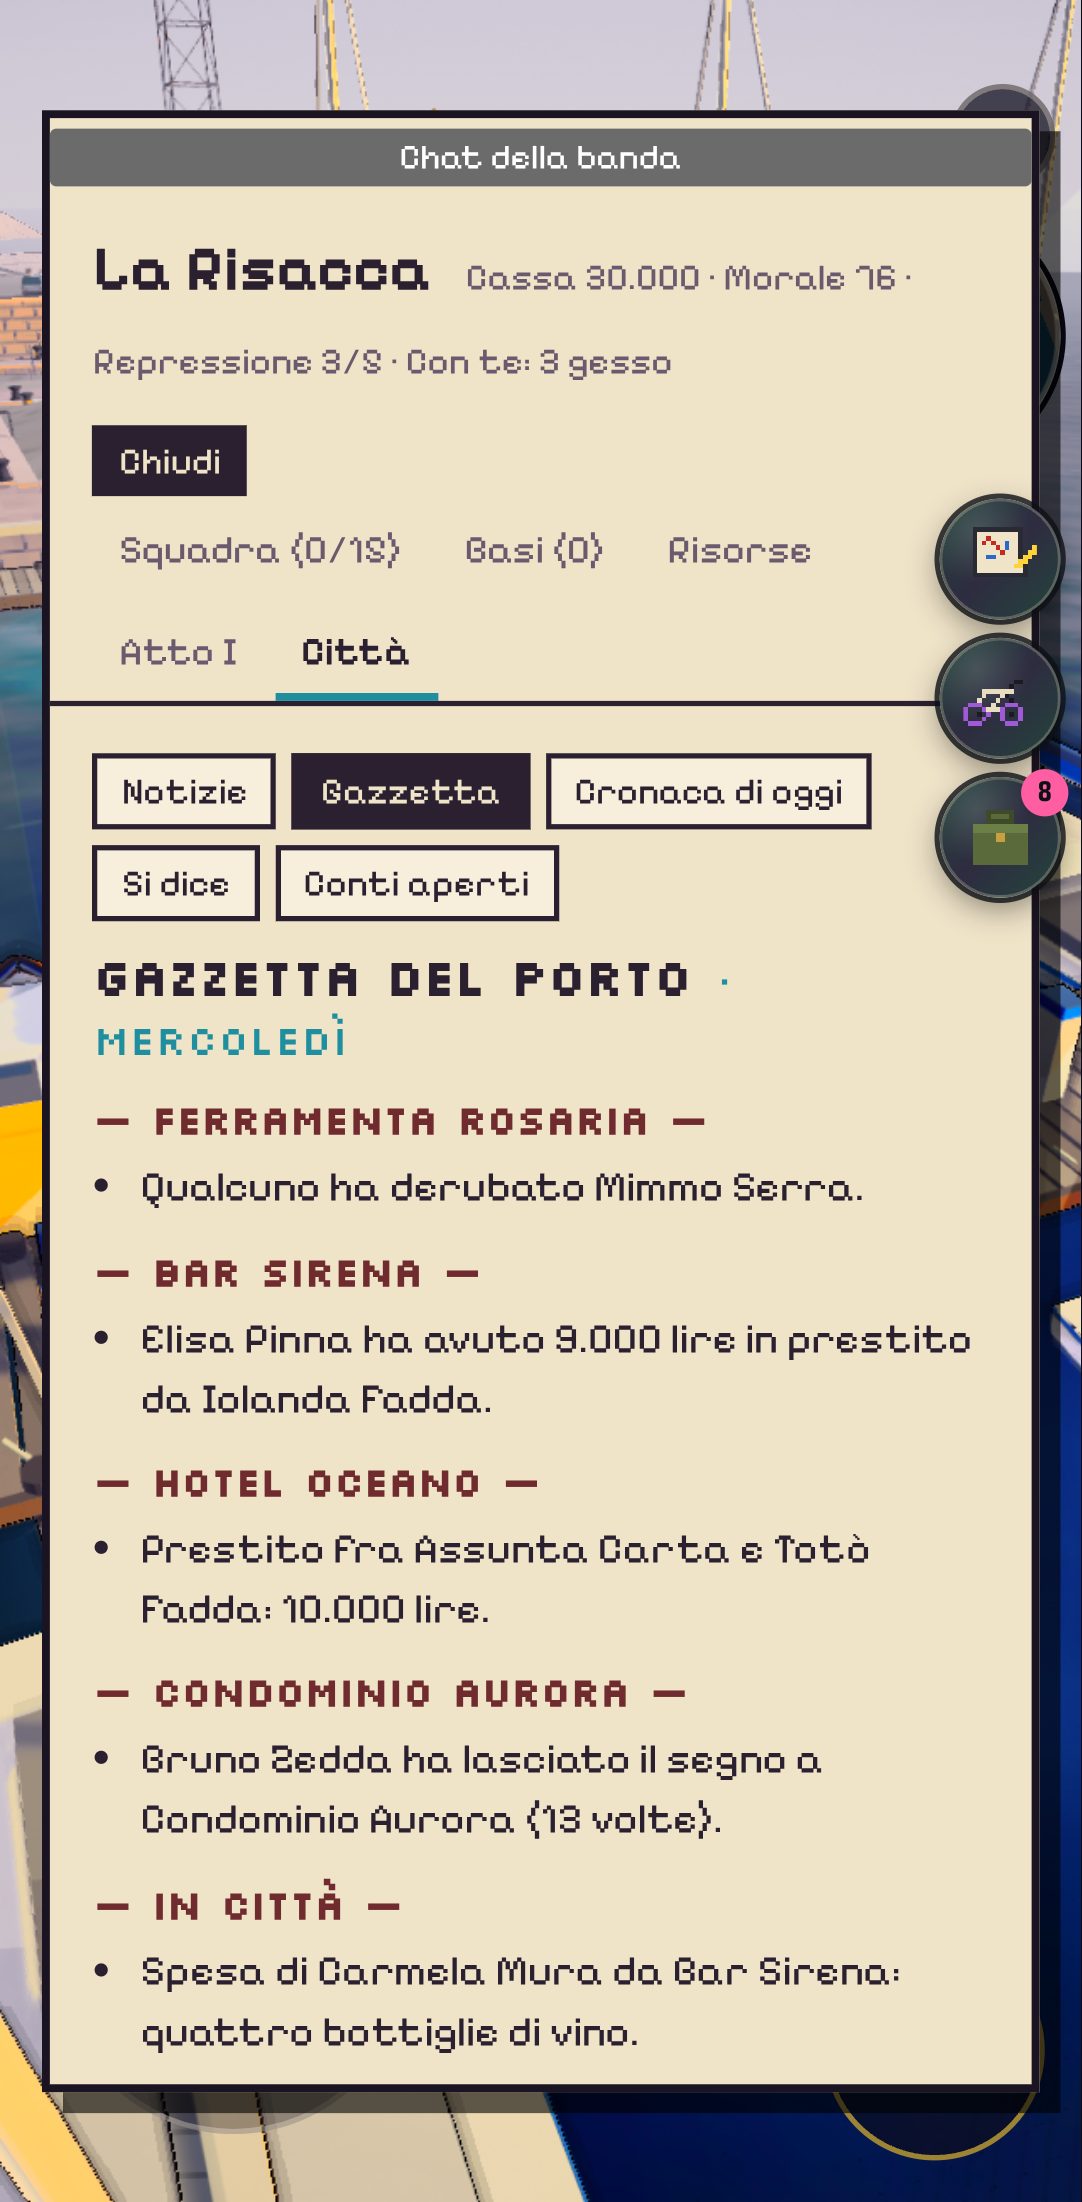 Chat della banda
La Risacca Cassa 30.000 · Morale 76 ·
Repressione 3/8 · Con te: 3 gesso
Chiudi
Squadra (0/18) Basi (0) Risorse
Atto I Città
Notizie Gazzetta Cronaca di oggi
8
Si dice Conti aperti
GAZZETTA DEL PORTO ·
MERCOLEDÌ
— FERRAMENTA ROSARIA —
• Qualcuno ha derubato Mimmo Serra.
— BAR SIRENA —
• Elisa Pinna ha avuto 9.000 lire in prestito
da Iolanda Fadda.
— HOTEL OCEANO —
• Prestito fra Assunta Carta e Totò
Fadda: 10.000 lire.
— CONDOMINIO AURORA —
• Bruno Zedda ha lasciato il segno a
Condominio Aurora (13 volte).
— IN CITTÀ —
• Spesa di Carmela Mura da Bar Sirena:
quattro bottiglie di vino.